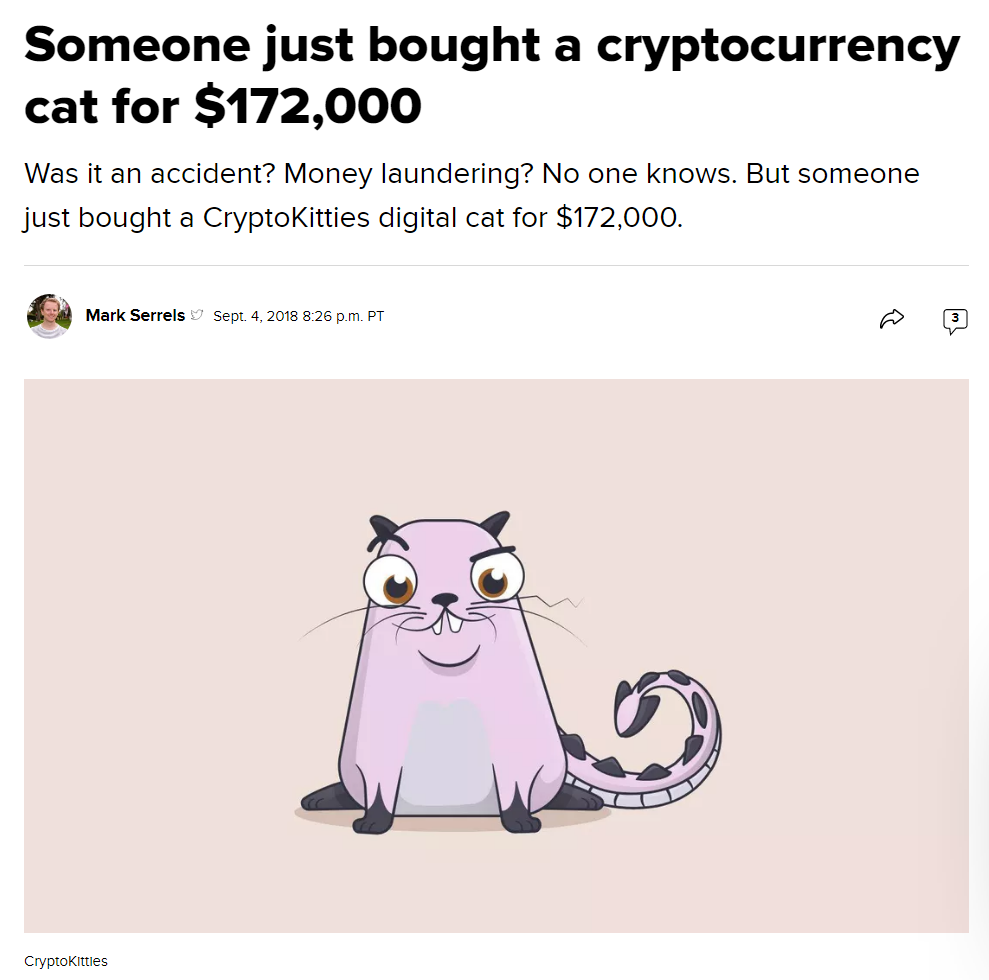 Someone just bought a cryptocurrency
cat for $172,000
Was it an accident? Money laundering? No one knows. But someone
just bought a CryptoKitties digital cat for $172,000.
Mark Serrels Sept. 4, 2018 8:26 p.m. PT
3
CryptoKitties